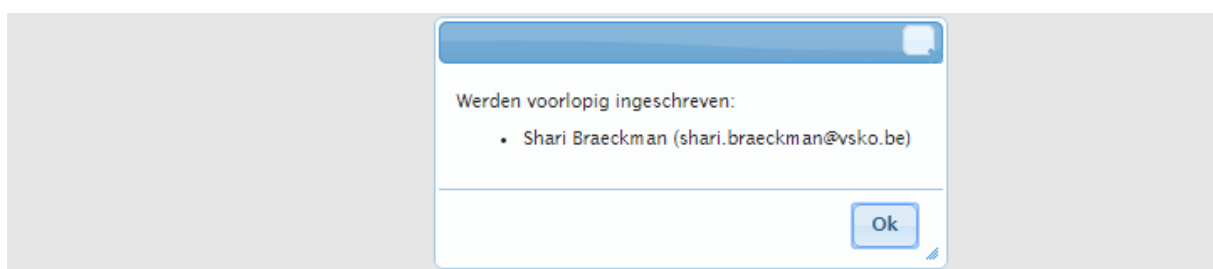 Werden voorlopig ingeschreven:
• Shari Braeckman (shari.braeckman@vsko.be)
Ok